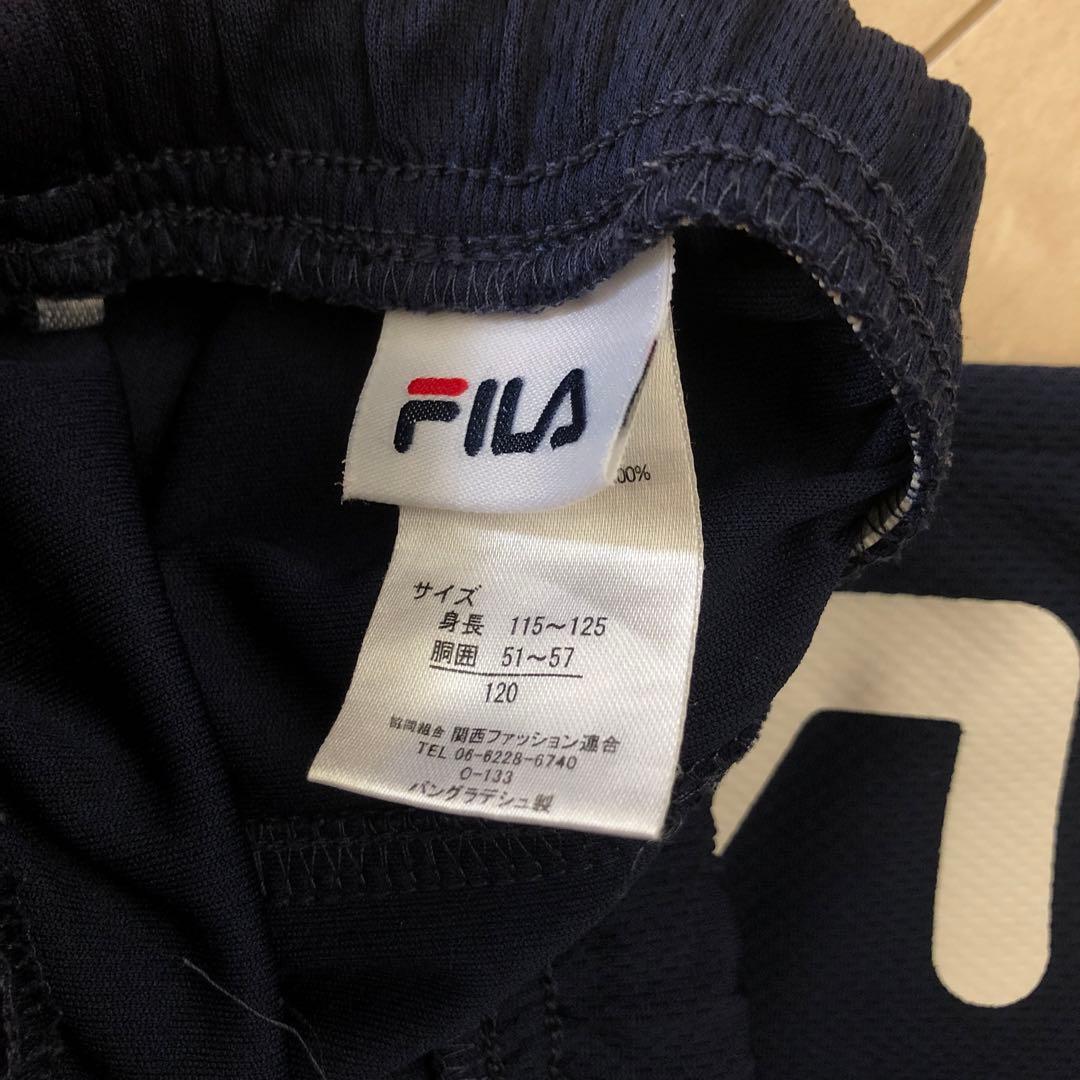 FILA
00%
サイズ
身長 115～125
胴囲 51～57
120
協同組合 関西ファッション連合
TEL 06-6228-6740
O-133
バングラデシュ製